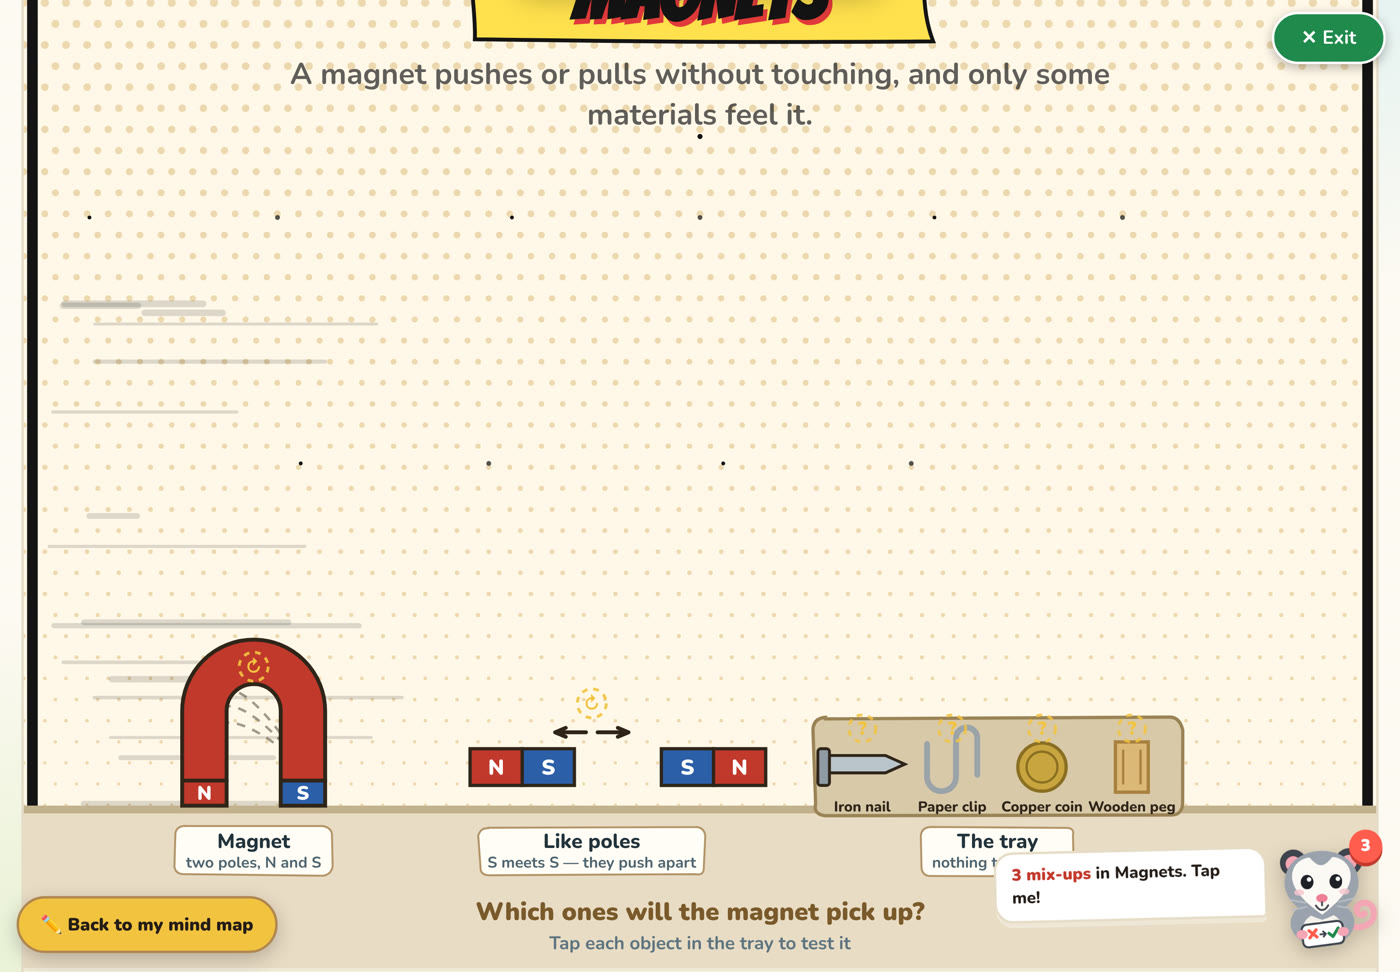 MAGNETS
✕ Exit
A magnet pushes or pulls without touching, and only some
materials feel it.
N
S
N S
S N
? ? ? ?
Iron nail Paper clip Copper coin Wooden peg
Magnet
two poles, N and S
Like poles
S meets S — they push apart
The tray
nothing
3 mix-ups in Magnets. Tap
me!
3
Back to my mind map
Which ones will the magnet pick up?
Tap each object in the tray to test it